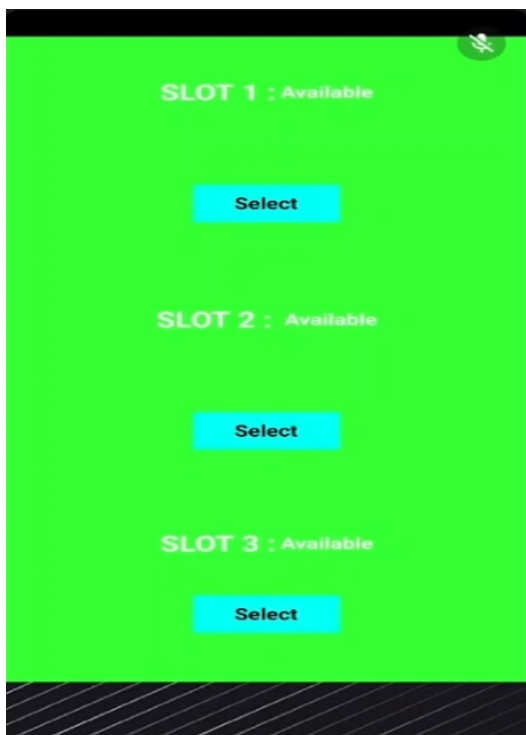 SLOT 1 : Available
Select
SLOT 2 : Available
Select
SLOT 3 : Available
Select